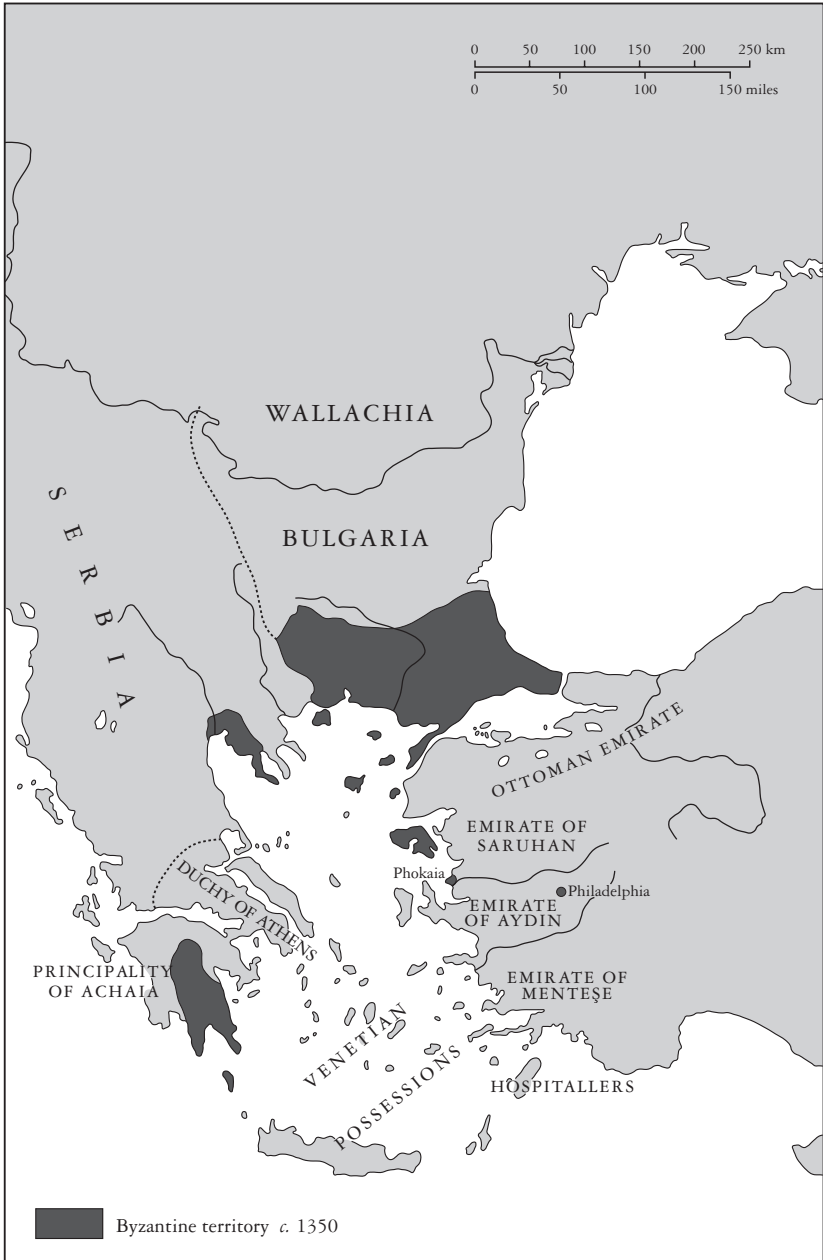 0 50 100 150 200 250 km
0 50 100 150 miles
WALLACHIA
SERBIA
BULGARIA
OTTOMAN EMIRATE
EMIRATE OF
SARUHAN
Phokaia
Philadelphia
EMIRATE
OF AYDIN
DUCHY OF ATHENS
PRINCIPALITY
OF ACHAIA
EMIRATE OF
MENTEŞE
VENETIAN
POSSESSIONS
HOSPITALLERS
Byzantine territory c. 1350